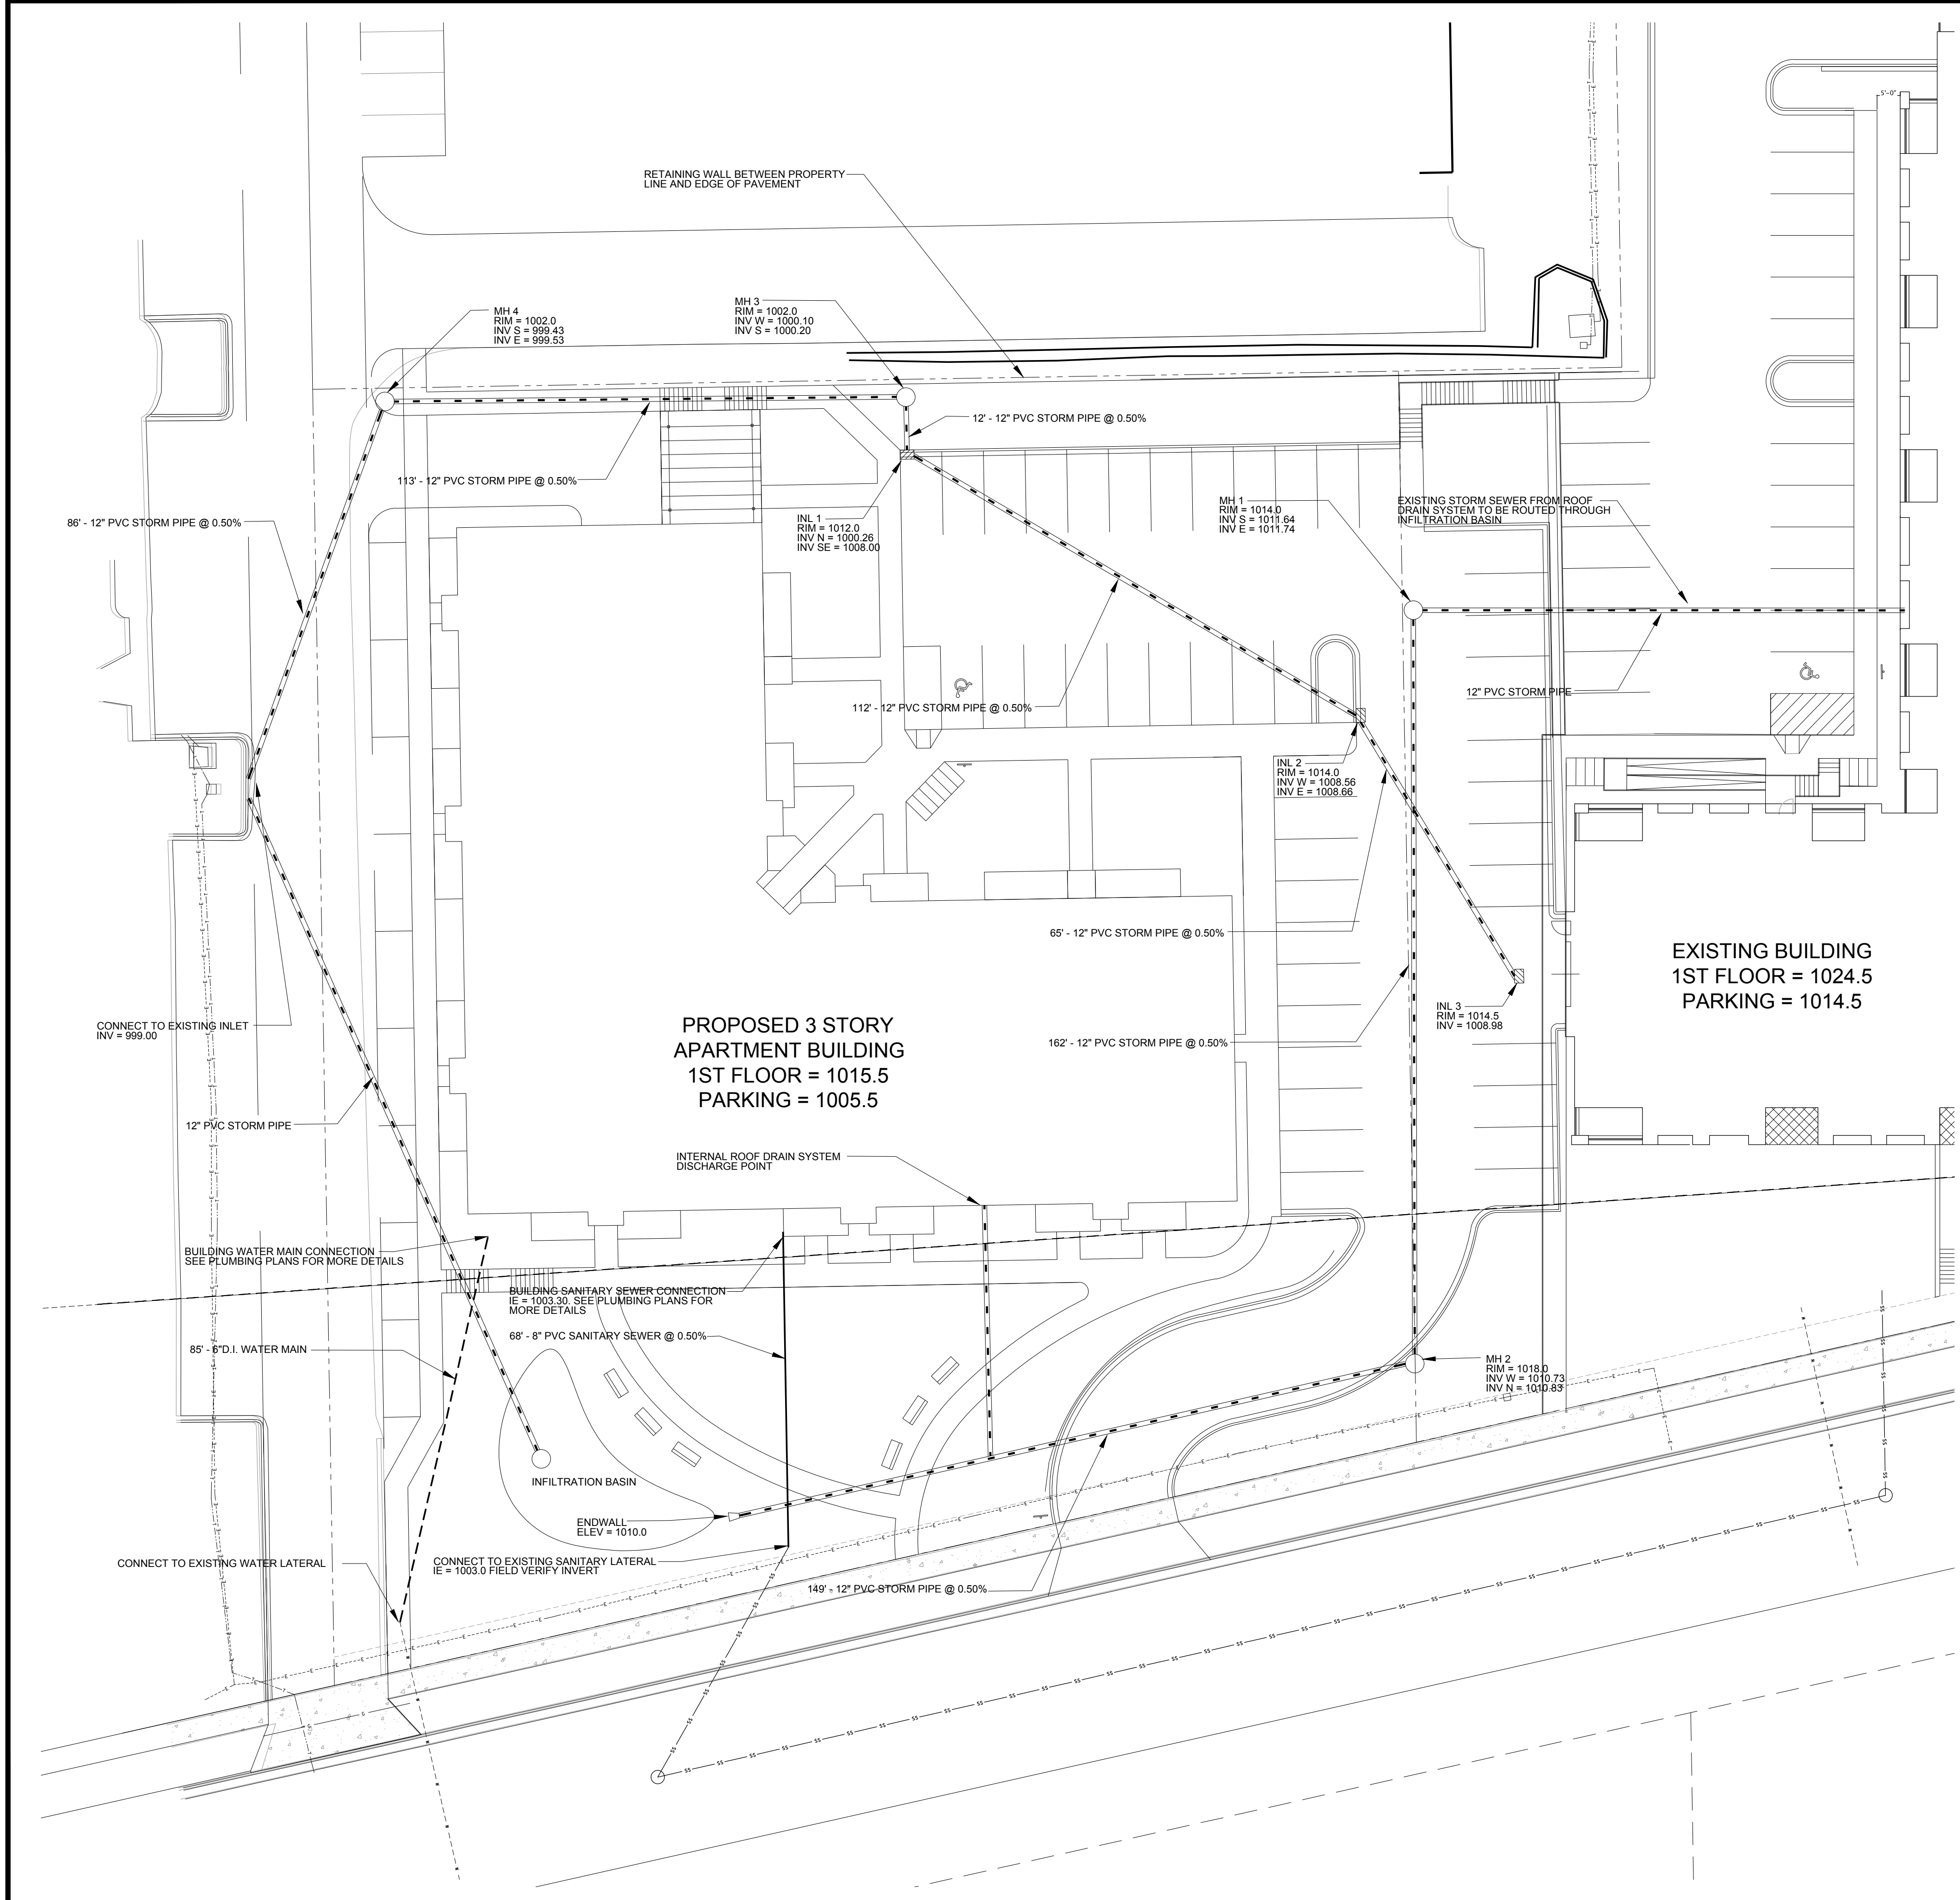 5'-0"
RETAINING WALL BETWEEN PROPERTY
LINE AND EDGE OF PAVEMENT
MH 4
RIM = 1002.0
INV S = 999.43
INV E = 999.53
MH 3
RIM = 1002.0
INV W = 1000.10
INV S = 1000.20
12' - 12" PVC STORM PIPE @ 0.50%
113' - 12" PVC STORM PIPE @ 0.50%
86' - 12" PVC STORM PIPE @ 0.50%
INL 1
RIM = 1012.0
INV N = 1000.26
INV SE = 1008.00
MH 1
RIM = 1014.0
INV S = 1011.64
INV E = 1011.74
EXISTING STORM SEWER FROM ROOF
DRAIN SYSTEM TO BE ROUTED THROUGH
INFILTRATION BASIN
12" PVC STORM PIPE
112' - 12" PVC STORM PIPE @ 0.50%
INL 2
RIM = 1014.0
INV W = 1008.56
INV E = 1008.66
65' - 12" PVC STORM PIPE @ 0.50%
EXISTING BUILDING
1ST FLOOR = 1024.5
PARKING = 1014.5
INL 3
RIM = 1014.5
INV = 1008.98
CONNECT TO EXISTING INLET
INV = 999.00
PROPOSED 3 STORY
APARTMENT BUILDING
1ST FLOOR = 1015.5
PARKING = 1005.5
162' - 12" PVC STORM PIPE @ 0.50%
12" PVC STORM PIPE
INTERNAL ROOF DRAIN SYSTEM
DISCHARGE POINT
BUILDING WATER MAIN CONNECTION
SEE PLUMBING PLANS FOR MORE DETAILS
BUILDING SANITARY SEWER CONNECTION
IE = 1003.30. SEE PLUMBING PLANS FOR
MORE DETAILS
68' - 8" PVC SANITARY SEWER @ 0.50%
85' - 6"D.I. WATER MAIN
MH 2
RIM = 1018.0
INV W = 1010.73
INV N = 1010.83
INFILTRATION BASIN
ENDWALL
ELEV = 1010.0
CONNECT TO EXISTING WATER LATERAL
CONNECT TO EXISTING SANITARY LATERAL
IE = 1003.0 FIELD VERIFY INVERT
149' - 12" PVC STORM PIPE @ 0.50%